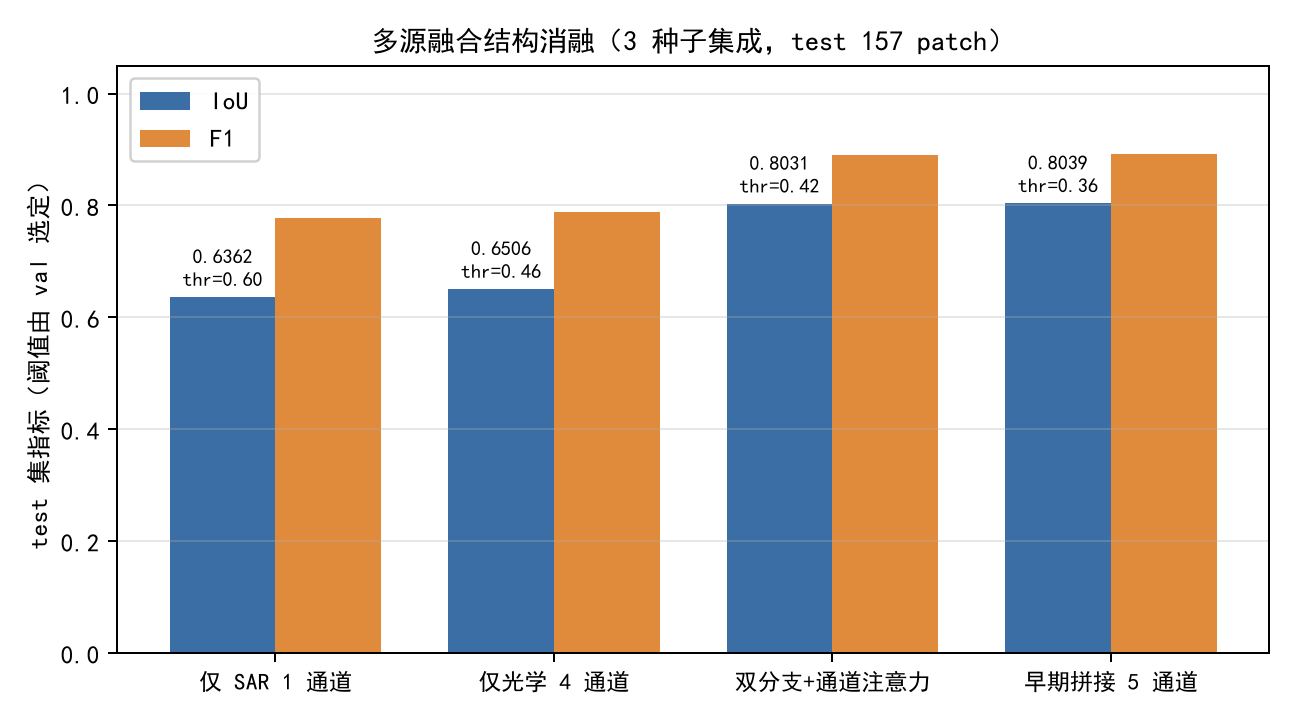 多源融合结构消融（3 种子集成，test 157 patch）
IoU
F1
test 集指标（阈值由 val 选定）
1.0
0.8
0.6
0.4
0.2
0.0
0.6362
thr=0.60
0.6506
thr=0.46
0.8031
thr=0.42
0.8039
thr=0.36
仅 SAR 1 通道
仅光学 4 通道
双分支+通道注意力
早期拼接 5 通道